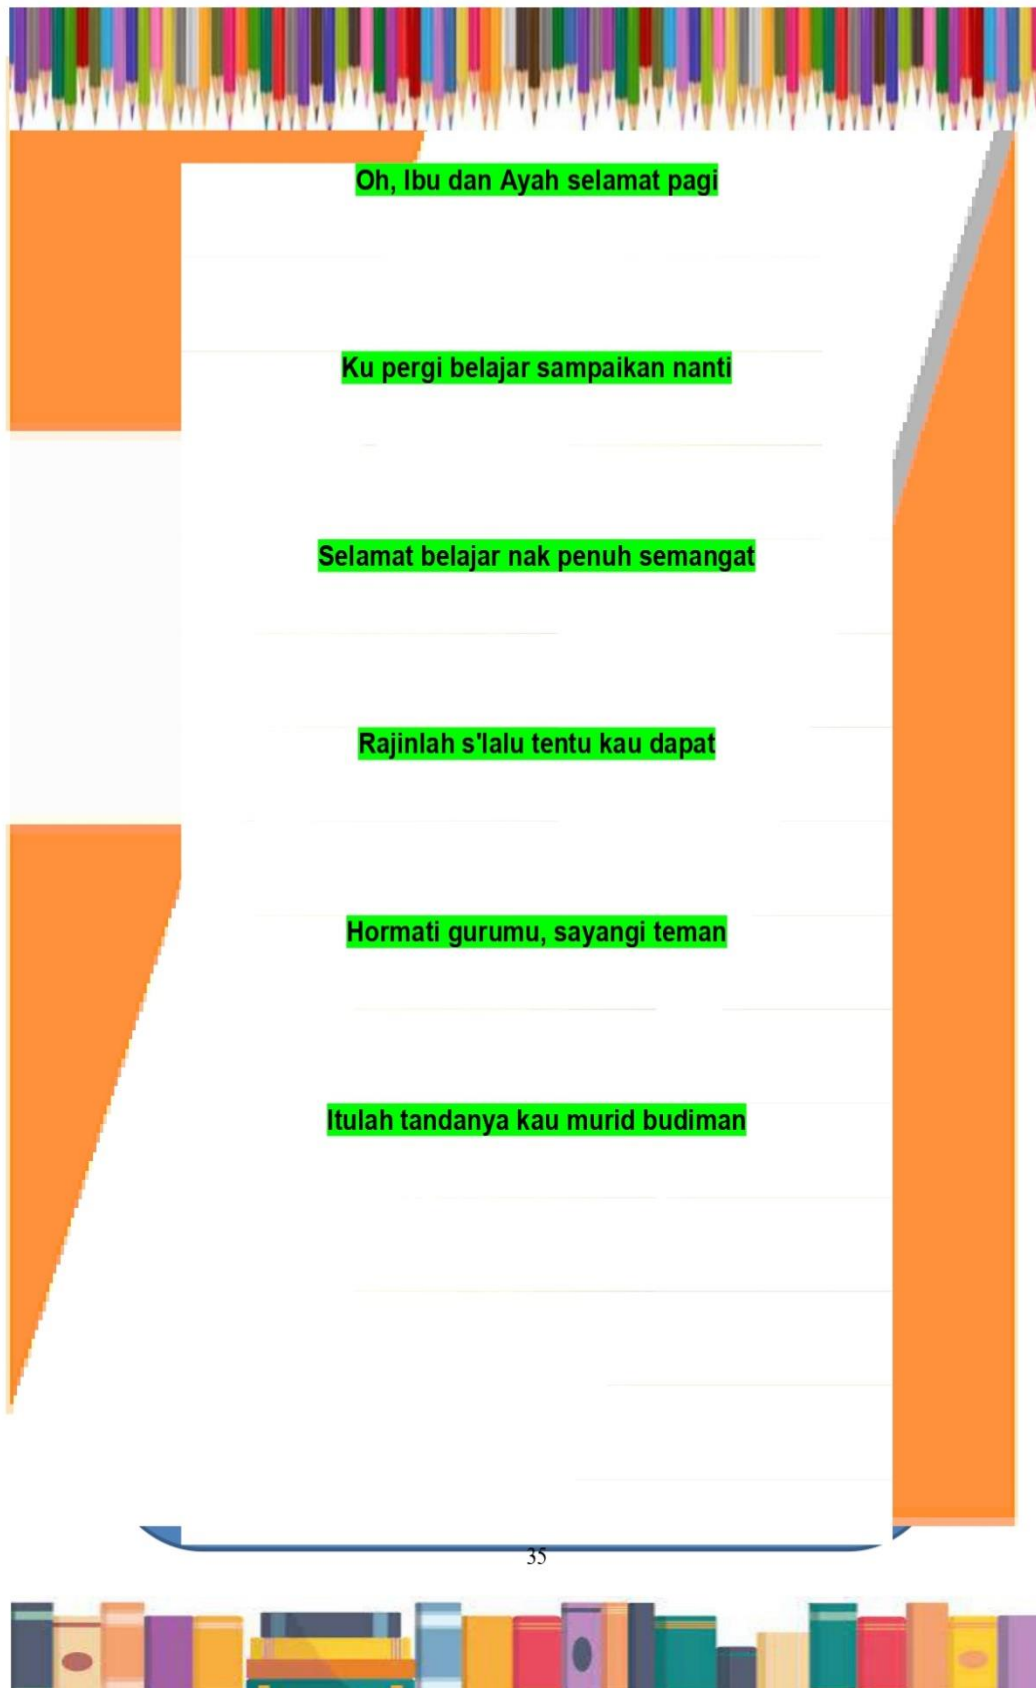 Oh, Ibu dan Ayah selamat pagi
Ku pergi belajar sampaikan nanti
Selamat belajar nak penuh semangat
Rajinlah s'lalu tentu kau dapat
Hormati gurumu, sayangi teman
Itulah tandanya kau murid budiman
35